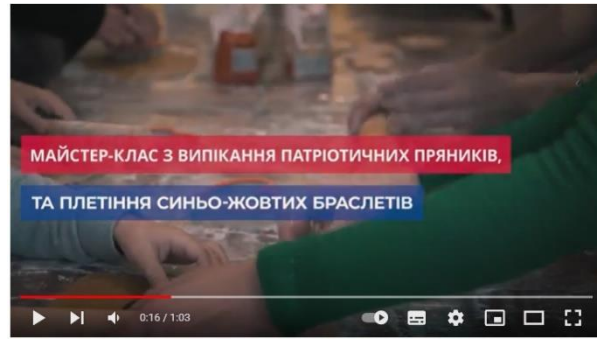 МАЙСТЕР-КЛАС З ВИПІКАННЯ ПАТРІОТИЧНИХ ПРЯНИКІВ,
ТА ПЛЕТІННЯ СИНЬО-ЖОВТИХ БРАСЛЕТІВ
0:16 / 1:03